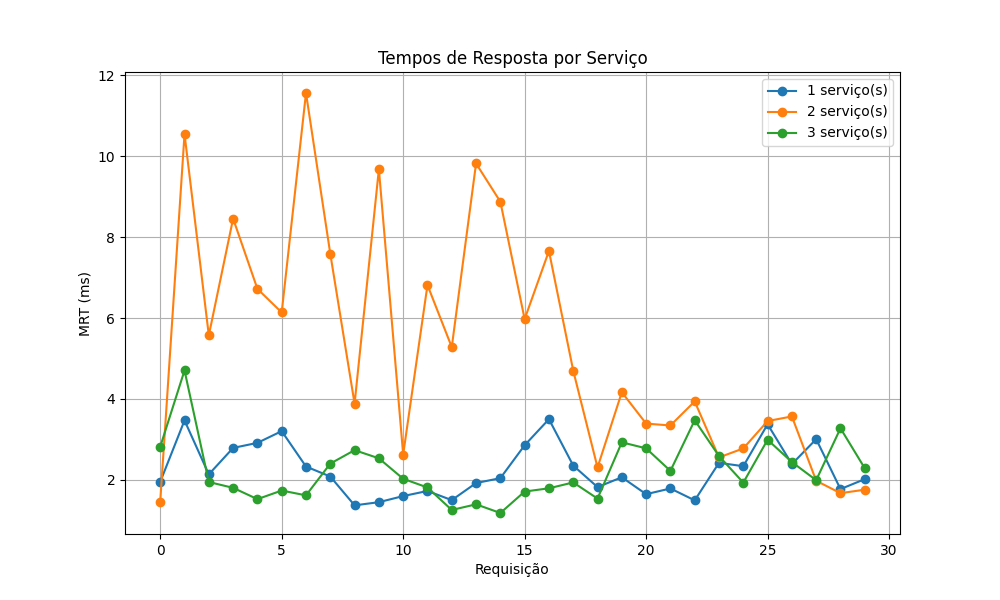 Tempos de Resposta por Serviço
12
10
8
6
4
2
MRT (ms)
1 serviço(s)
2 serviço(s)
3 serviço(s)
0
5
10
15
20
25
30
Requisição